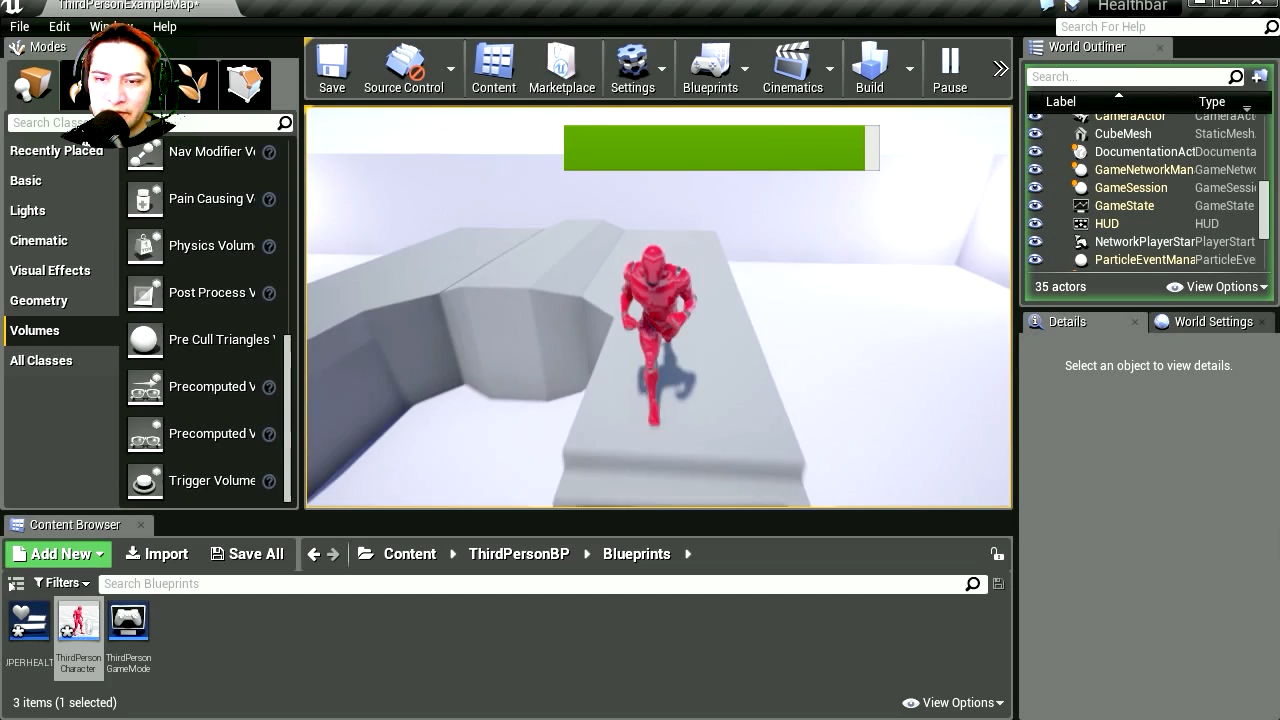 ThirdPersonExampleMap*
Healthbar
File Edit Window Help
Search For Help
Modes
World Outliner
Save
Source Control
Content
Marketplace
Settings
Blueprints
Cinematics
Build
Pause
Search...
Label
Type
Search Class
CameraActor CameraAct
CubeMesh StaticMesh.
DocumentationAct Documenta
GameNetworkMan GameNetwo
GameSession GameSessi
GameState GameState
HUD HUD
NetworkPlayerStar PlayerStart
ParticleEventMana ParticleEve
35 actors
View Options
Recently Placed
Basic
Lights
Cinematic
Visual Effects
Geometry
Volumes
All Classes
Nav Modifier V
Pain Causing V
Physics Volum
Post Process V
Pre Cull Triangles
Precomputed V
Precomputed V
Trigger Volume
Details
World Settings
Select an object to view details.
Content Browser
Add New
Import
Save All
Content
ThirdPersonBP
Blueprints
Filters
Search Blueprints
JPERHEALT
ThirdPerson
Character
ThirdPerson
GameMode
3 items (1 selected)
View Options